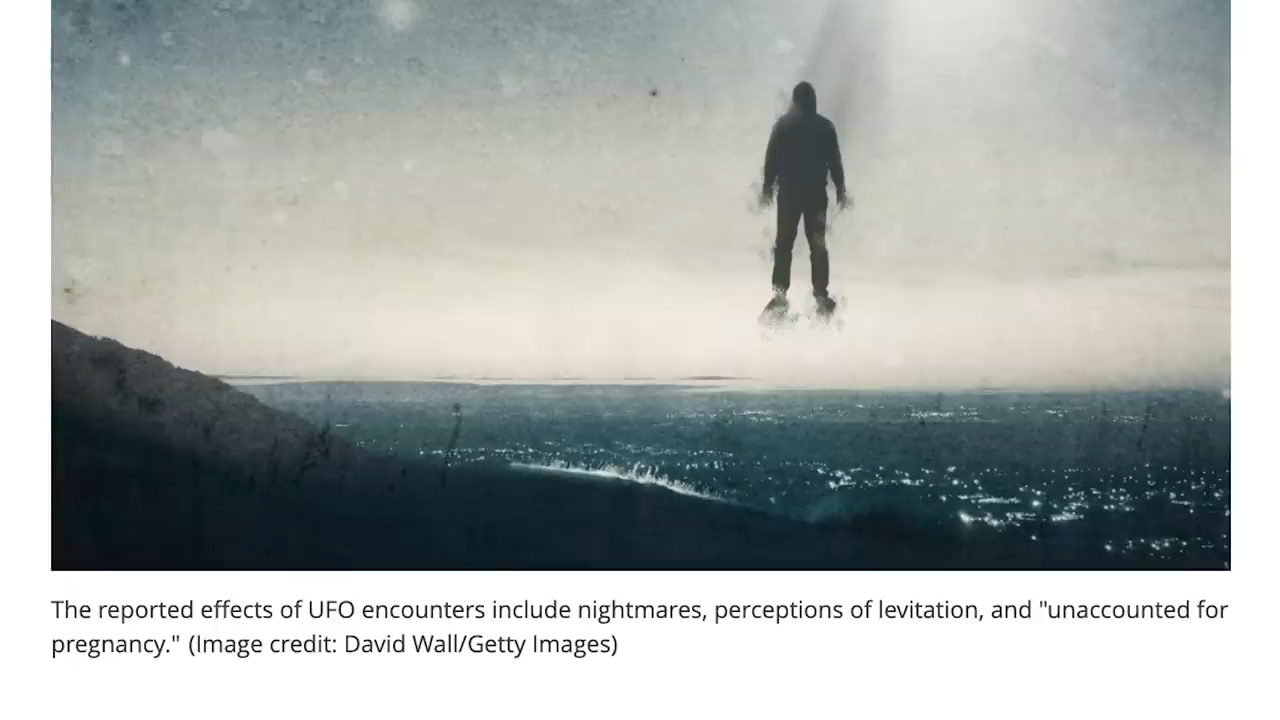 The reported effects of UFO encounters include nightmares, perceptions of levitation, and "unaccounted for
pregnancy." (Image credit: David Wall/Getty Images)